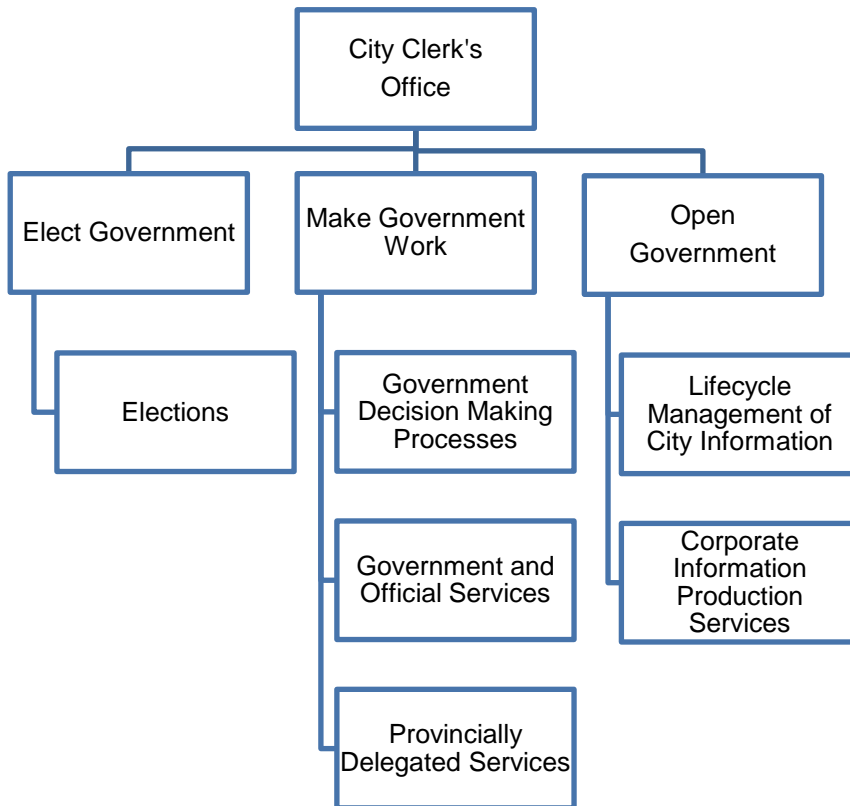 City Clerk's
Office
Elect Government
Make Government
Work
Open
Government
Elections
Government
Decision Making
Processes
Government and
Official Services
Provincially
Delegated Services
Lifecycle
Management of
City Information
Corporate
Information
Production
Services